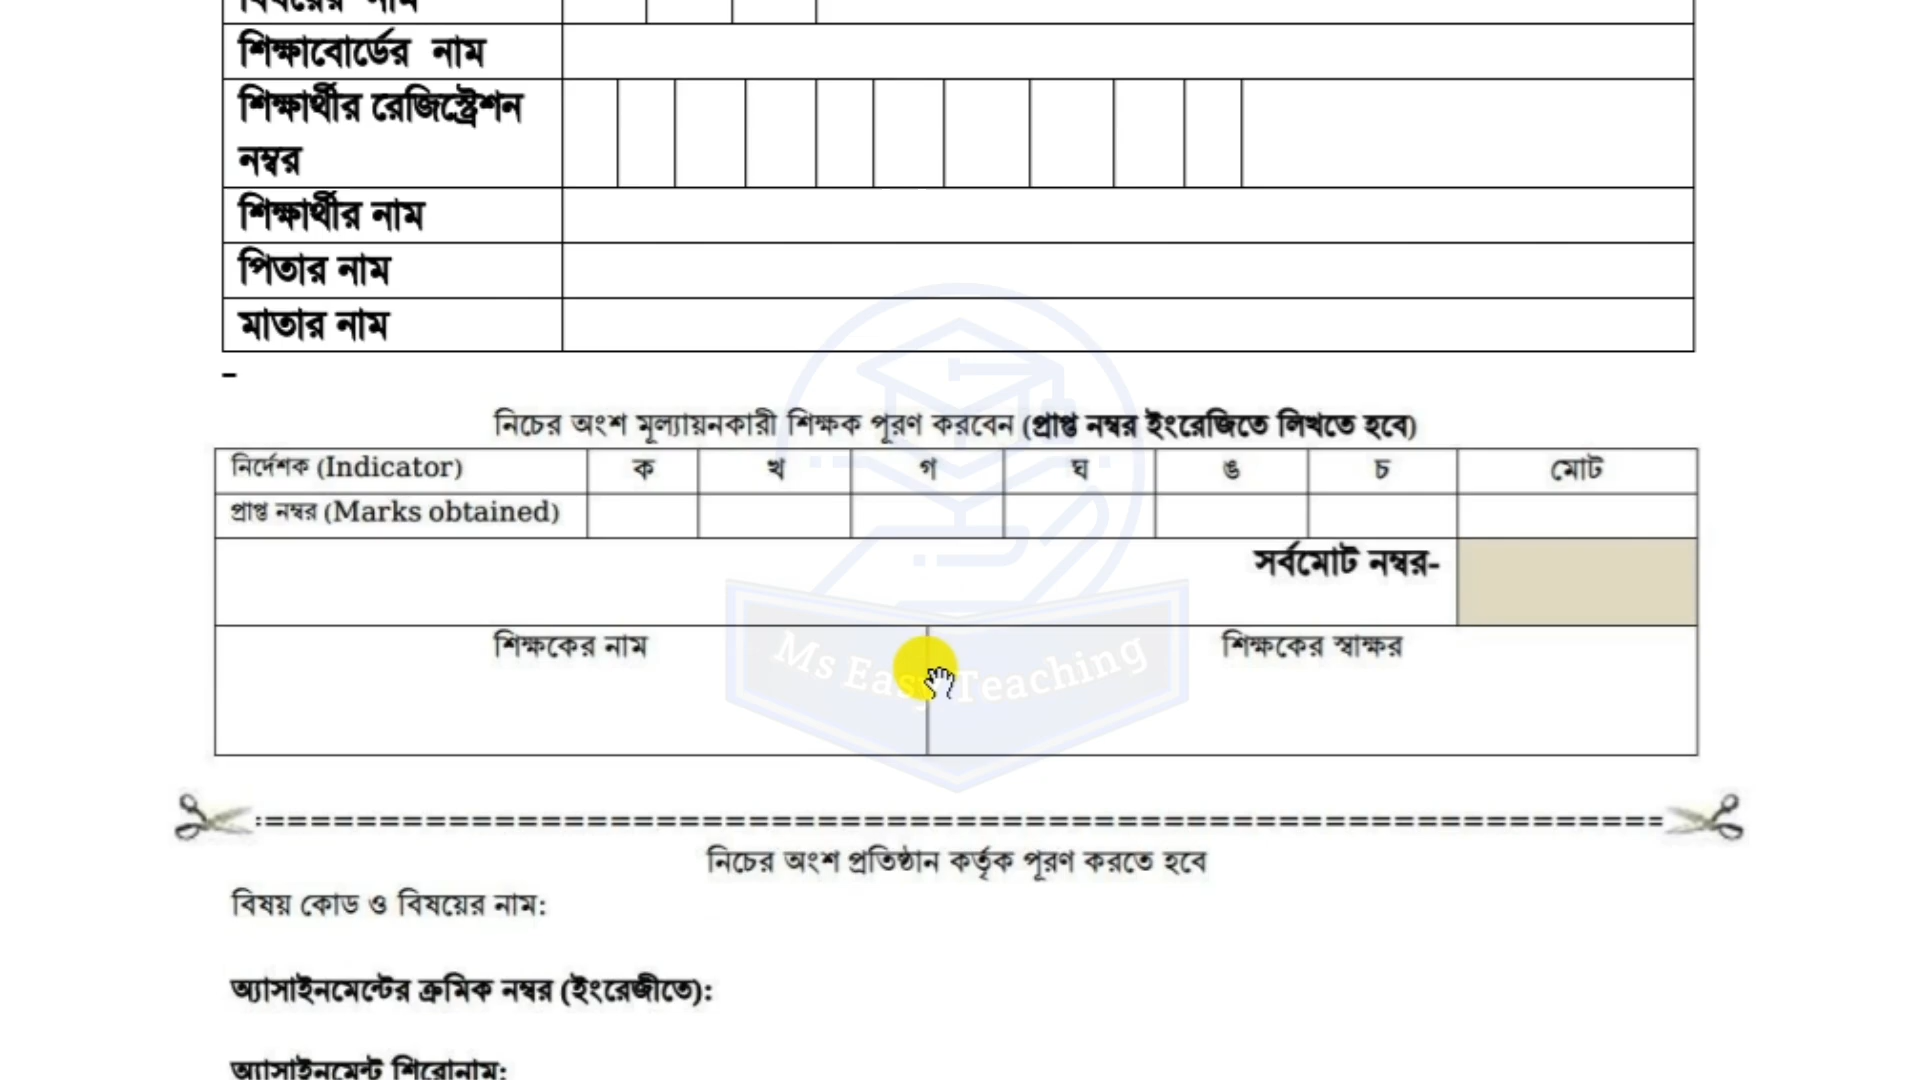 বিষয়ের নাম
শিক্ষাবোর্ডের নাম
শিক্ষার্থীর রেজিস্ট্রেশন
নম্বর
শিক্ষার্থীর নাম
পিতার নাম
মাতার নাম
নিচের অংশ মূল্যায়নকারী শিক্ষক পূরণ করবেন (প্রাপ্ত নম্বর ইংরেজিতে লিখতে হবে)
নির্দেশক (Indicator) ক খ গ ঘ ঙ চ মোট
প্রাপ্ত নম্বর (Marks obtained)
সর্বমোট নম্বর-
শিক্ষকের নাম শিক্ষকের স্বাক্ষর
Ms Easy Teaching
নিচের অংশ প্রতিষ্ঠান কর্তৃক পূরণ করতে হবে
বিষয় কোড ও বিষয়ের নাম:
অ্যাসাইনমেন্টের ক্রমিক নম্বর (ইংরেজীতে):
অ্যাসাইনমেন্ট শিরোনাম: